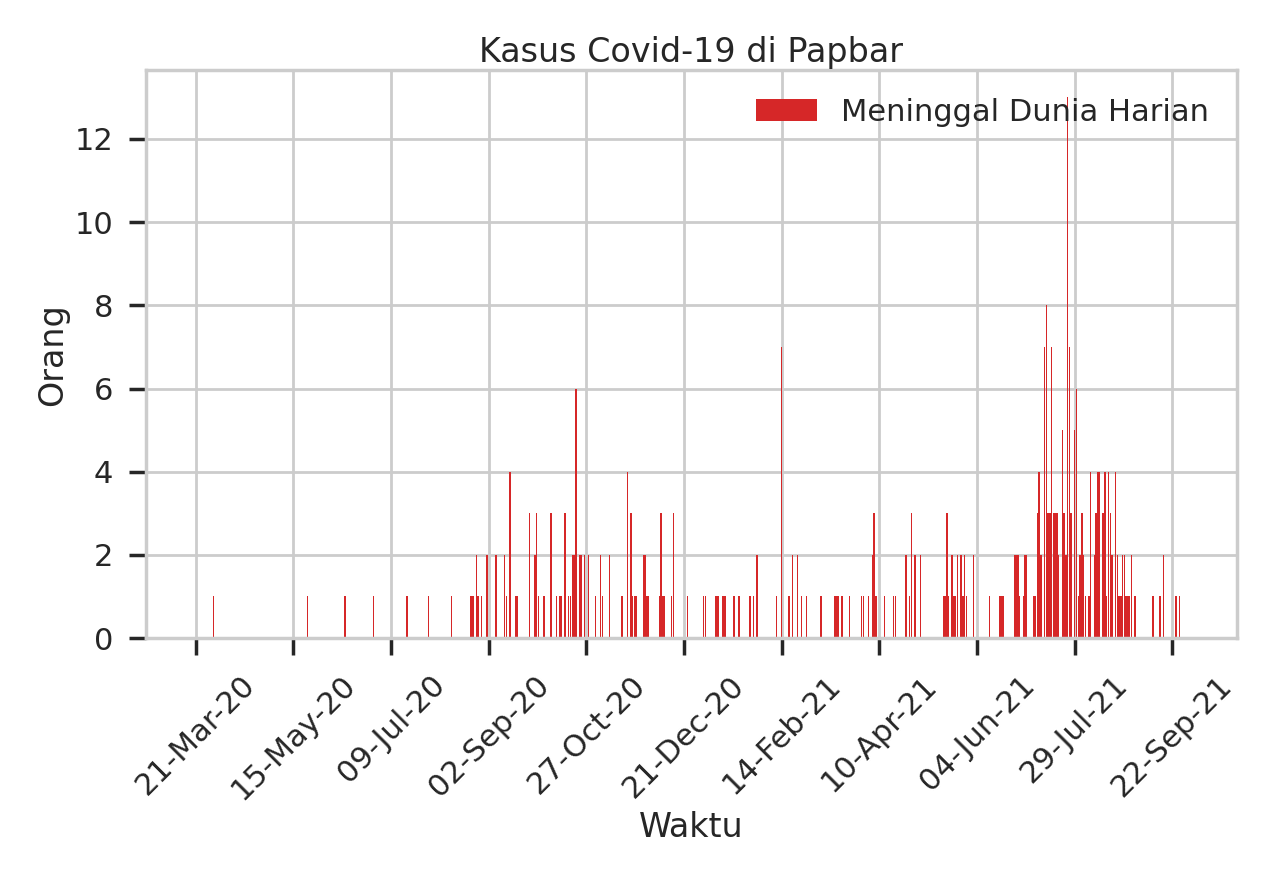 Kasus Covid-19 di Papbar
Meninggal Dunia Harian
12
10
8
6
4
2
0
Orang
21-Mar-20
15-May-20
09-Jul-20
02-Sep-20
27-Oct-20
21-Dec-20
14-Feb-21
10-Apr-21
04-Jun-21
29-Jul-21
22-Sep-21
Waktu